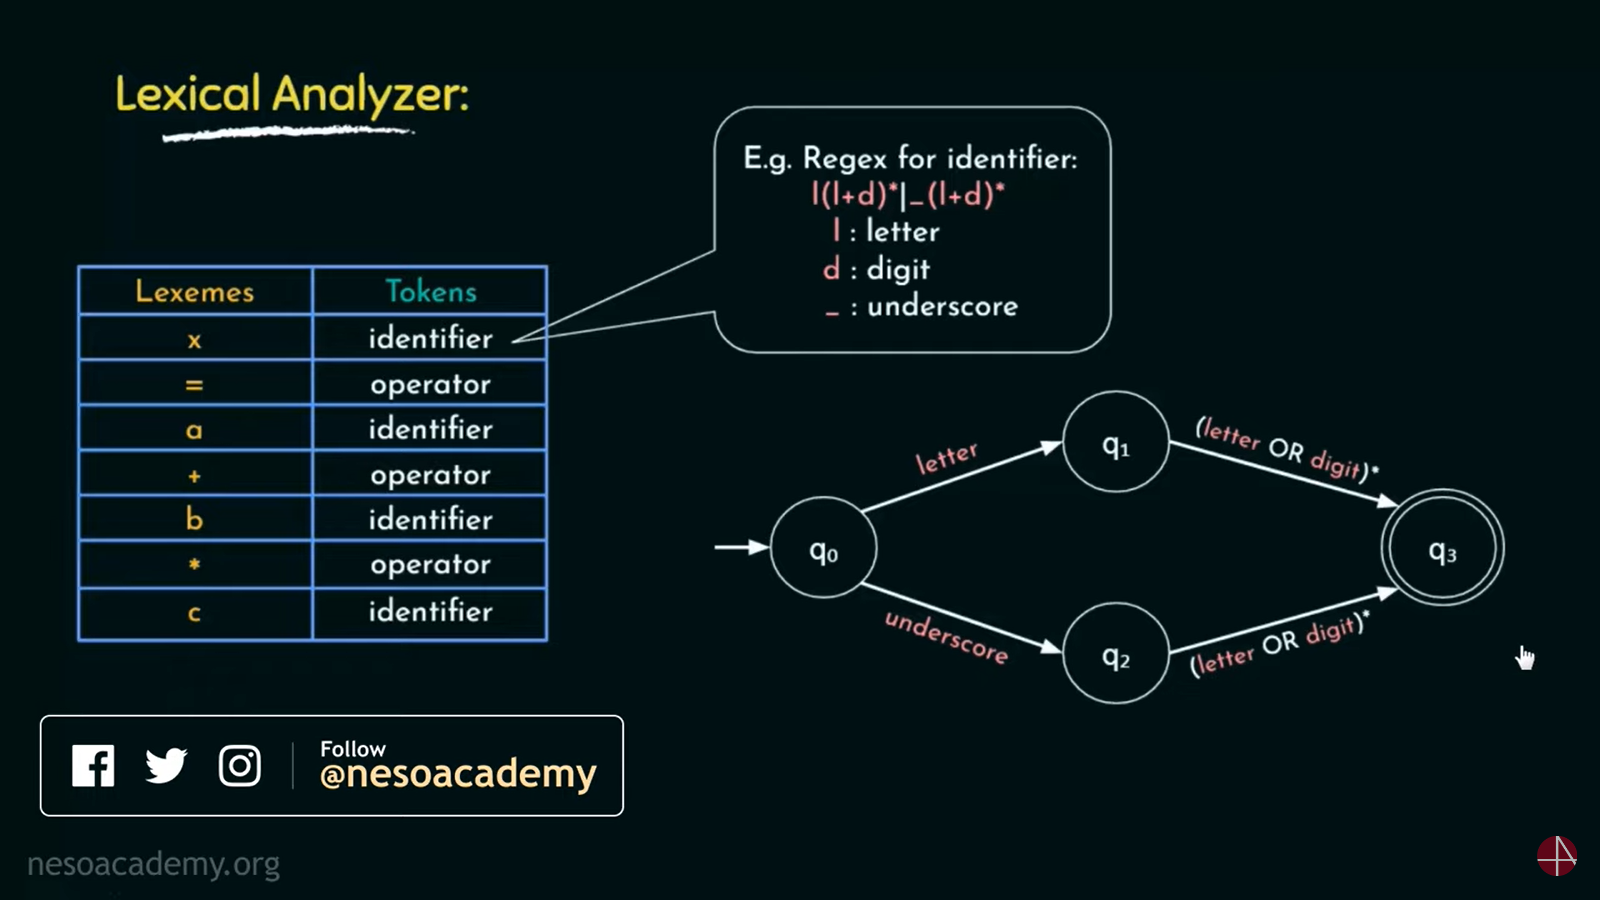 Lexical Analyzer:
E.g. Regex for identifier:
l(l+d)*|_(l+d)*
l : letter
d : digit
_ : underscore
Lexemes Tokens
x identifier
= operator
a identifier
+ operator
b identifier
* operator
c identifier
letter
q₁
(letter OR digit)*
q₀
q₃
underscore
q₂
(letter OR digit)*
Follow
@nesoacademy
nesoacademy.org